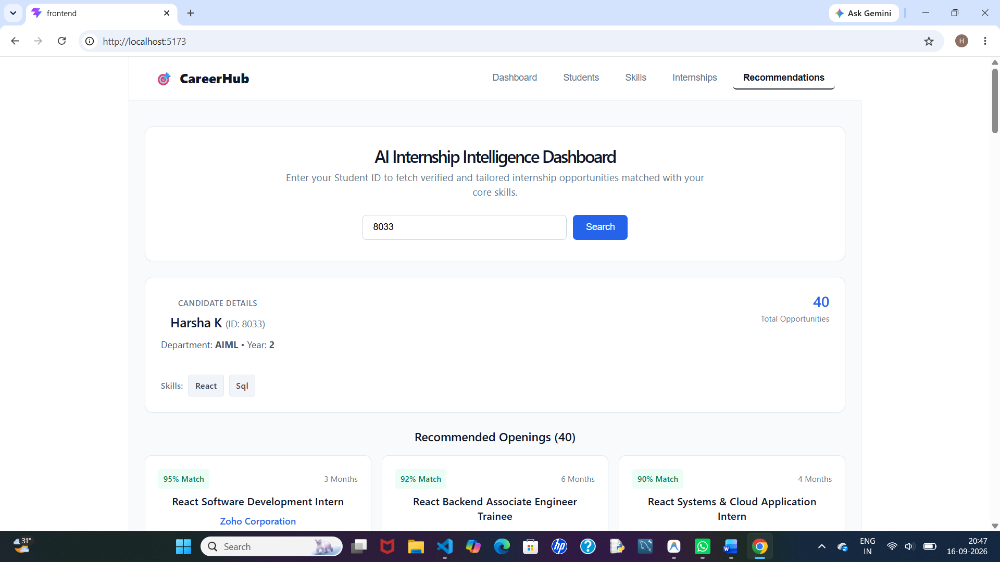 frontend
Ask Gemini
http://localhost:5173
H
CareerHub
Dashboard
Students
Skills
Internships
Recommendations
AI Internship Intelligence Dashboard
Enter your Student ID to fetch verified and tailored internship opportunities matched with your
core skills.
8033
Search
CANDIDATE DETAILS
40
Harsha K (ID: 8033)
Total Opportunities
Department: AIML • Year: 2
Skills:
React
Sql
Recommended Openings (40)
95% Match
3 Months
React Software Development Intern
Zoho Corporation
92% Match
6 Months
React Backend Associate Engineer
Trainee
90% Match
4 Months
React Systems & Cloud Application
Intern
31°
Search
hp
W
ENG
IN
20:47
16-09-2026